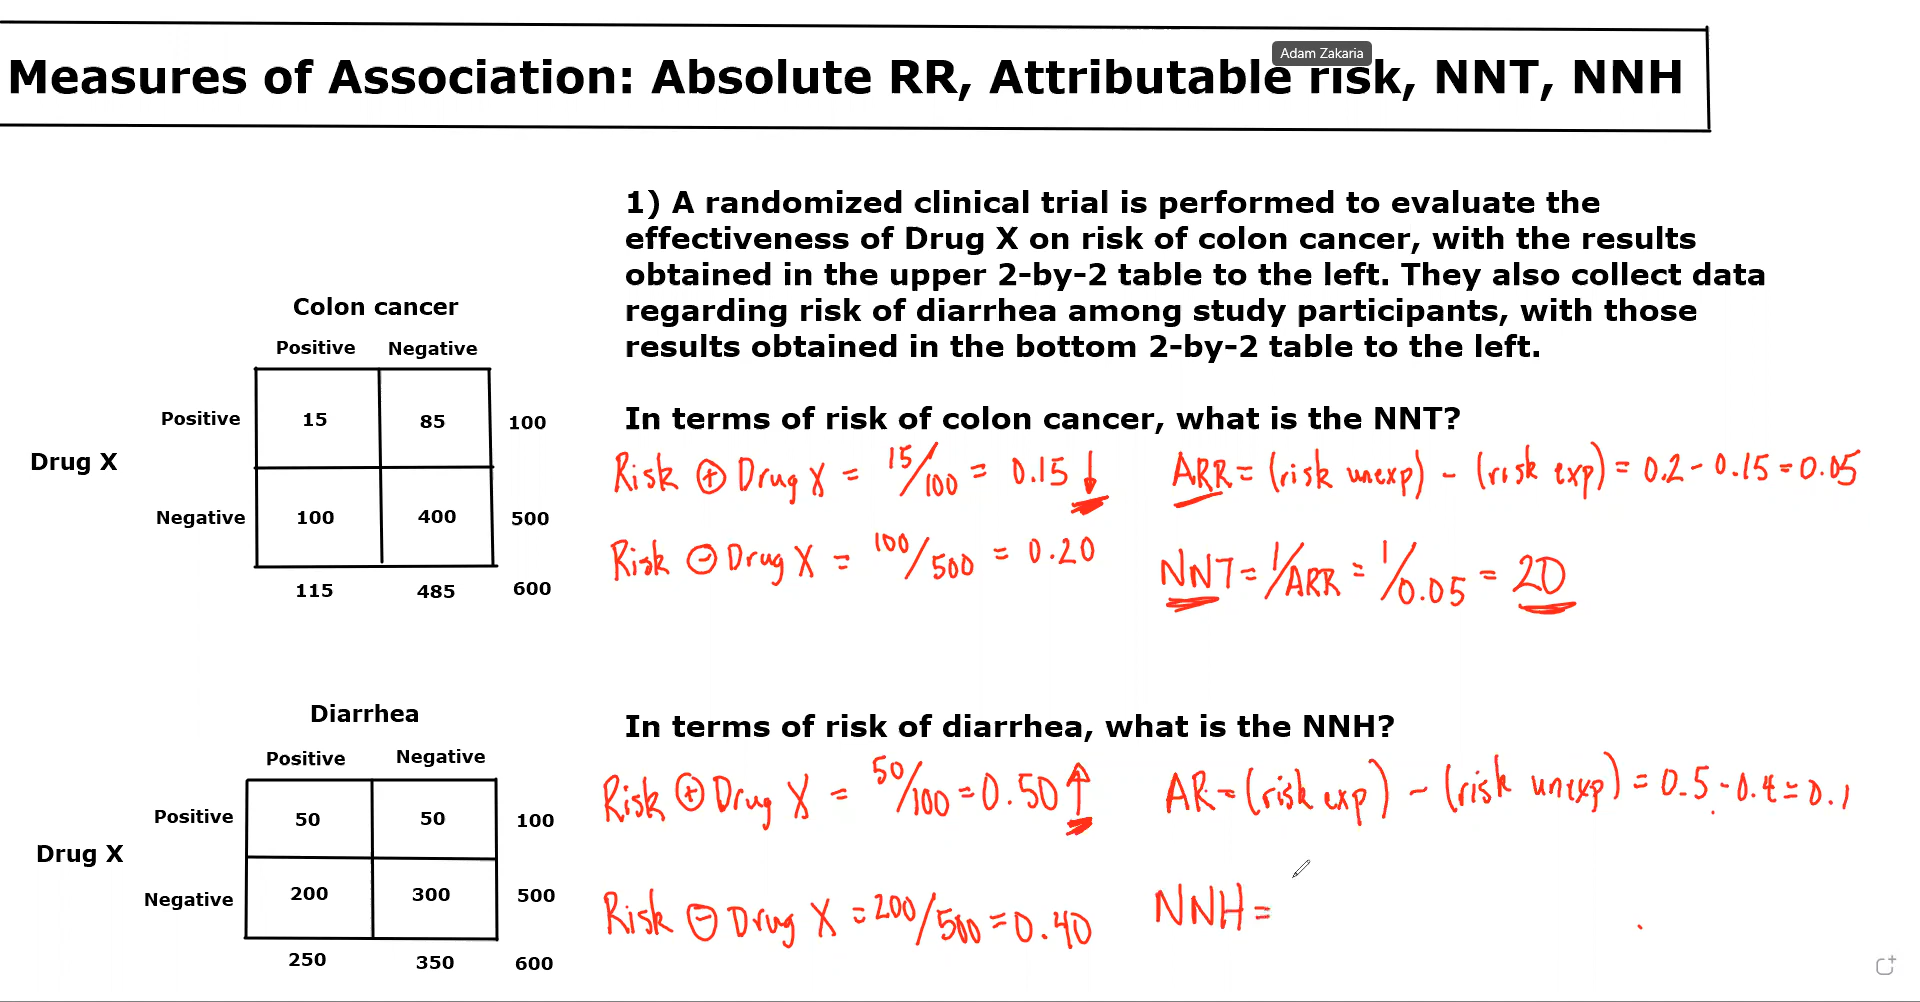 Adam Zakaria
Measures of Association: Absolute RR, Attributable risk, NNT, NNH
1) A randomized clinical trial is performed to evaluate the
effectiveness of Drug X on risk of colon cancer, with the results
obtained in the upper 2-by-2 table to the left. They also collect data
regarding risk of diarrhea among study participants, with those
results obtained in the bottom 2-by-2 table to the left.
Colon cancer
Positive Negative
Positive 15 85 100
Drug X
Negative 100 400 500
115 485 600
In terms of risk of colon cancer, what is the NNT?
Risk ⊕ Drug X = 15/100 = 0.15 ↓
ARR = (risk unexp) - (risk exp) = 0.2 - 0.15 = 0.05
Risk ⊖ Drug X = 100/500 = 0.20
NNT = 1/ARR = 1/0.05 = 20
Diarrhea
Positive Negative
Positive 50 50 100
Drug X
Negative 200 300 500
250 350 600
In terms of risk of diarrhea, what is the NNH?
Risk ⊕ Drug X = 50/100 = 0.50 ↑
AR = (risk exp) - (risk unexp) = 0.5 - 0.4 = 0.1
Risk ⊖ Drug X = 200/500 = 0.40
NNH =